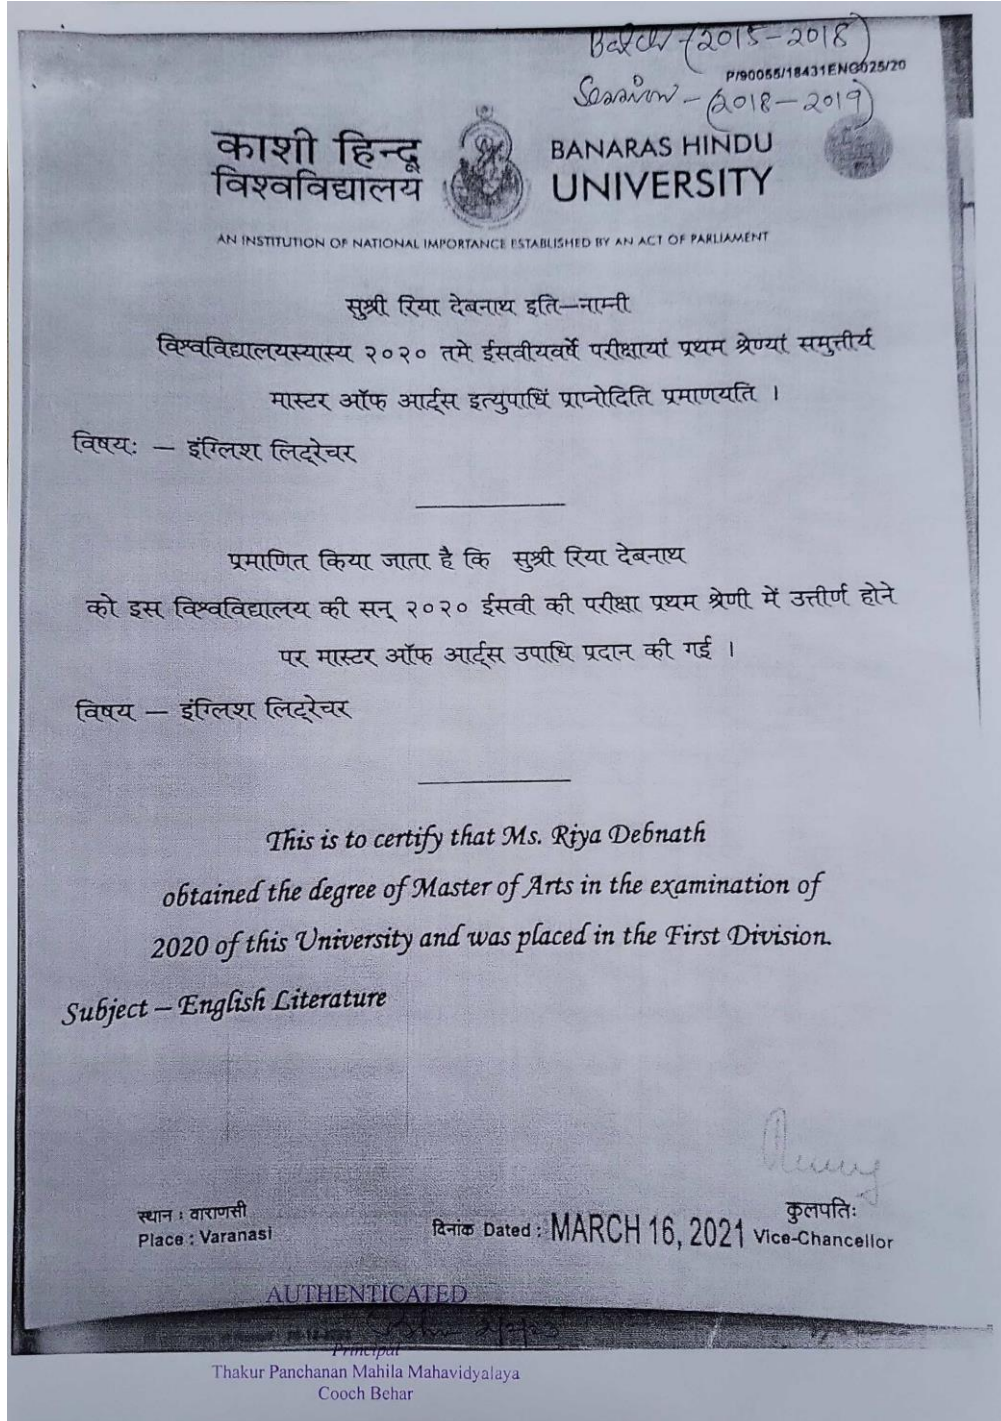 Batch - (2015-2018)
P/90055/18431ENG025/20
Session - (2018-2019)
काशी हिन्दू
विश्वविद्यालय
BANARAS HINDU
UNIVERSITY
AN INSTITUTION OF NATIONAL IMPORTANCE ESTABLISHED BY AN ACT OF PARLIAMENT
सुश्री रिया देबनाथ इति—नाम्नी
विश्वविद्यालयस्यास्य २०२० तमे ईसवीयवर्षे परीक्षायां प्रथम श्रेण्यां समुत्तीर्य
मास्टर ऑफ आर्ट्स इत्युपाधिं प्राप्नोदिति प्रमाणयति ।
विषयः — इंग्लिश लिट्रेचर
प्रमाणित किया जाता है कि सुश्री रिया देबनाथ
को इस विश्वविद्यालय की सन् २०२० ईसवी की परीक्षा प्रथम श्रेणी में उत्तीर्ण होने
पर मास्टर ऑफ आर्ट्स उपाधि प्रदान की गई ।
विषय — इंग्लिश लिट्रेचर
This is to certify that Ms. Riya Debnath
obtained the degree of Master of Arts in the examination of
2020 of this University and was placed in the First Division.
Subject – English Literature
स्थान : वाराणसी
Place : Varanasi
दिनांक Dated : MARCH 16, 2021
कुलपतिः
Vice-Chancellor
AUTHENTICATED
Principal
Thakur Panchanan Mahila Mahavidyalaya
Cooch Behar